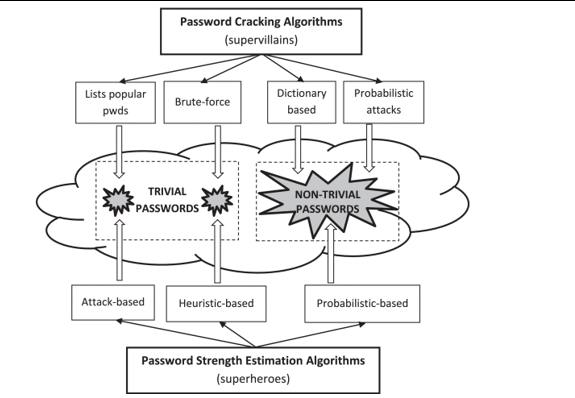 Password Cracking Algorithms
(supervillains)
Lists popular
pwds
Brute-force
Dictionary
based
Probabilistic
attacks
TRIVIAL
PASSWORDS
NON-TRIVIAL
PASSWORDS
Attack-based
Heuristic-based
Probabilistic-based
Password Strength Estimation Algorithms
(superheroes)